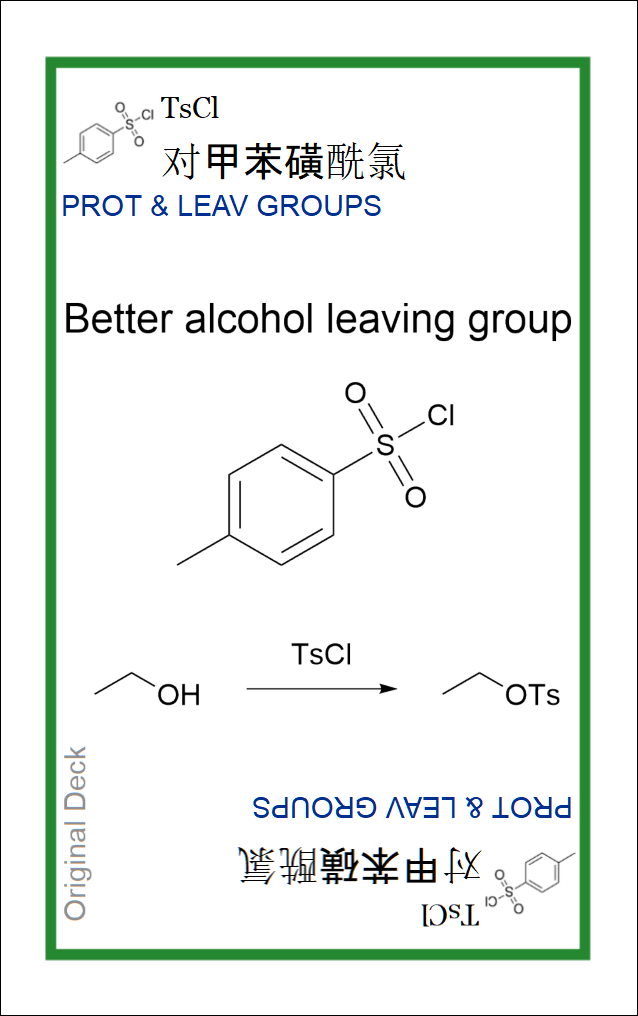 O
Cl
S
O
TsCl
对甲苯磺酰氯
PROT & LEAV GROUPS
Better alcohol leaving group
O
Cl
S
O
TsCl
OH
OTs
Original Deck
PROT & LEAV GROUPS
对甲苯磺酰氯
TsCl
O
Cl
S
O